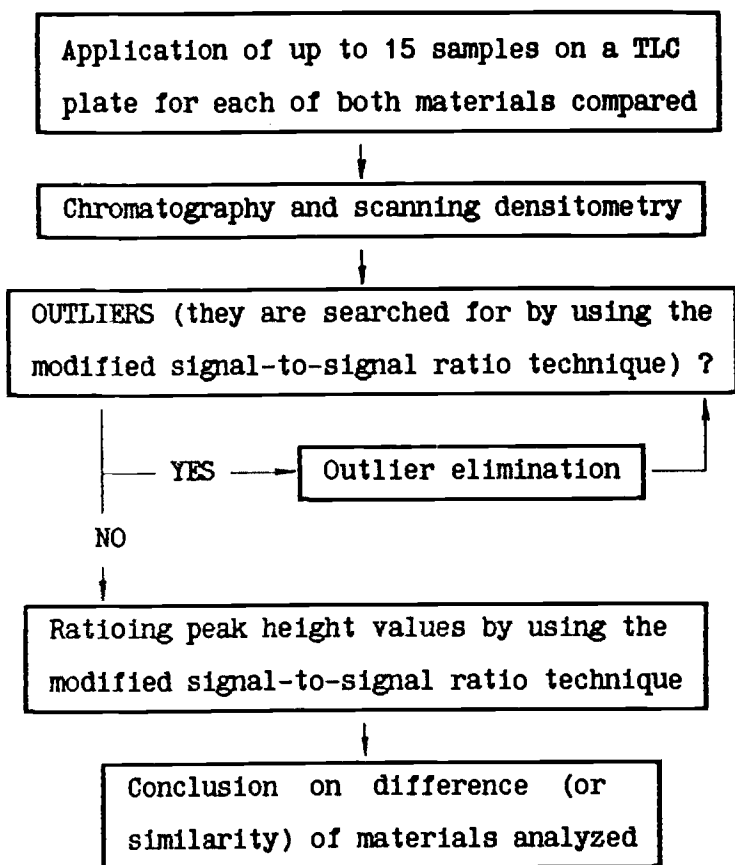 Application of up to 15 samples on a TLC
plate for each of both materials compared
Chromatography and scanning densitometry
OUTLIERS (they are searched for by using the
modified signal-to-signal ratio technique) ?
YES
Outlier elimination
NO
Ratioing peak height values by using the
modified signal-to-signal ratio technique
Conclusion on difference (or
similarity) of materials analyzed